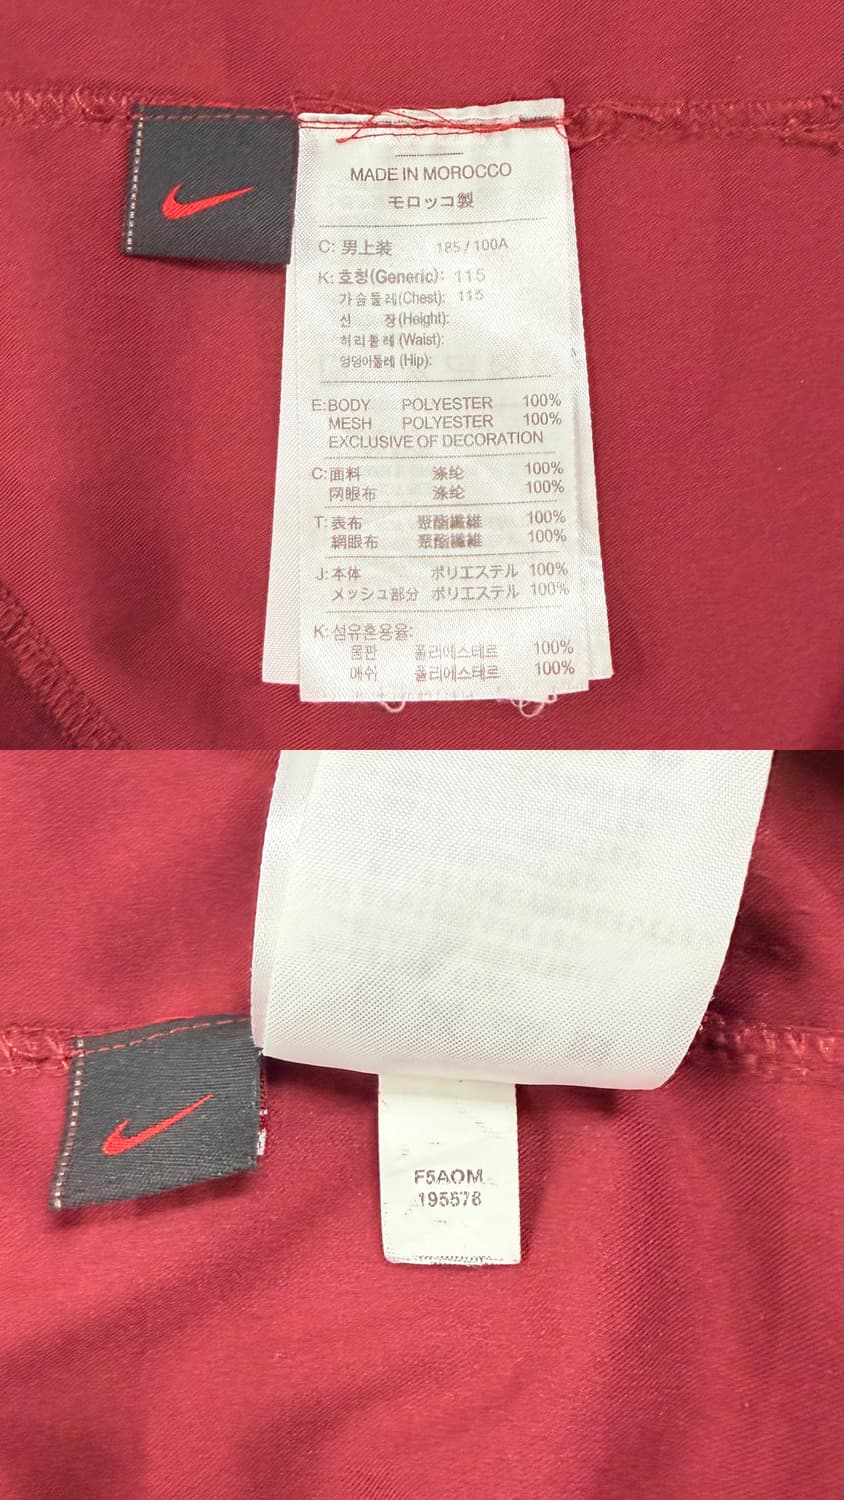 MADE IN MOROCCO
モロッコ製
C: 男上装 185/100A
K: 호칭(Generic): 115
가슴둘레(Chest): 115
신 장(Height):
허리둘레(Waist):
엉덩이둘레(Hip):
E: BODY POLYESTER 100%
MESH POLYESTER 100%
EXCLUSIVE OF DECORATION
C: 面料 涤纶 100%
网眼布 涤纶 100%
T: 表布 聚酯纖維 100%
網眼布 聚酯纖維 100%
J: 本体 ポリエステル 100%
メッシュ部分 ポリエステル 100%
K: 섬유혼용율:
몸판 폴리에스테르 100%
매쉬 폴리에스테르 100%
F5AOM
195578